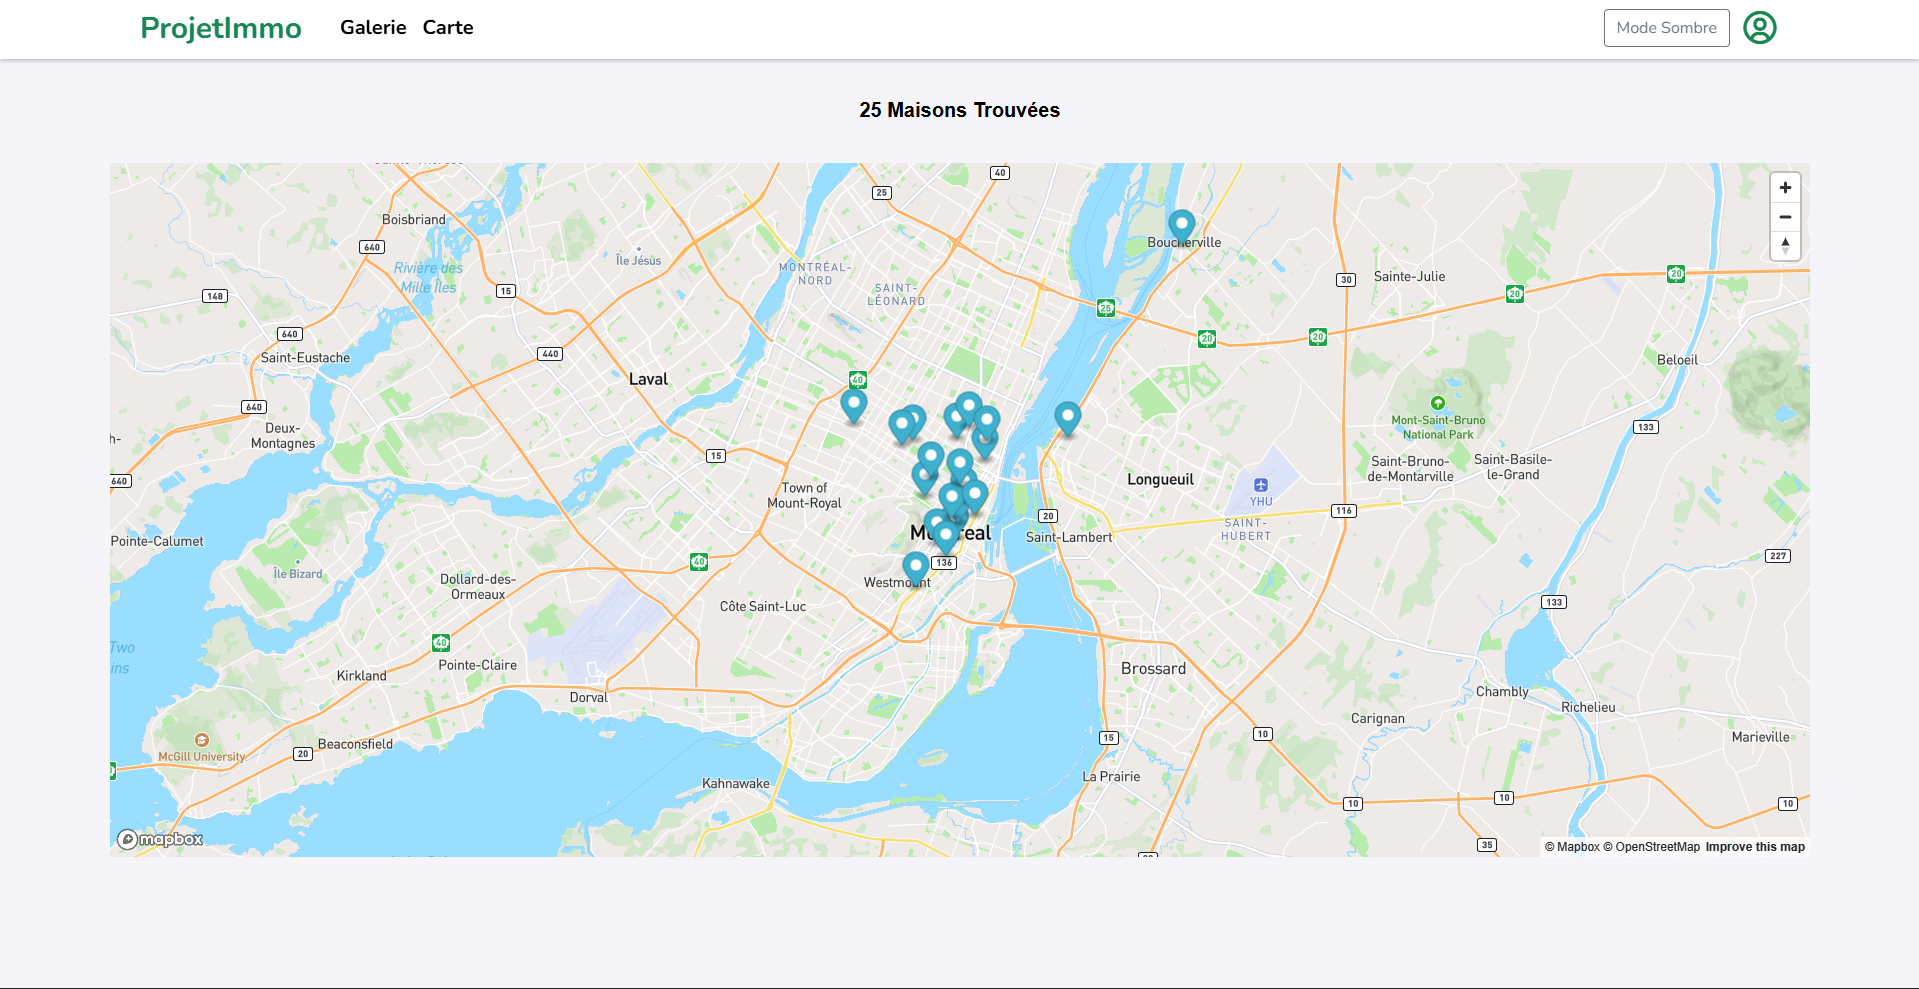 ProjetImmo
Galerie
Carte
Mode Sombre
25 Maisons Trouvées
40
25
Boisbriand
640
Boucherville
Île Jésus
MONTRÉAL-
NORD
Rivière des
Mille Îles
SAINT-
LÉONARD
Sainte-Julie
30
20
20
15
148
25
640
20
20
440
Saint-Eustache
Beloeil
Laval
40
640
Mont-Saint-Bruno
National Park
Deux-
Montagnes
133
h-
15
Saint-Bruno-
de-Montarville
Saint-Basile-
le-Grand
Longueuil
640
Town of
Mount-Royal
YHU
116
20
SAINT-
HUBERT
Saint-Lambert
Pointe-Calumet
227
40
136
Île Bizard
Dollard-des-
Ormeaux
Westmount
Côte Saint-Luc
133
40
Two
ins
Pointe-Claire
Kirkland
Brossard
Dorval
Chambly
Richelieu
Carignan
McGill University
20
Beaconsfield
15
10
Marieville
Kahnawake
La Prairie
10
10
10
35
mapbox
© Mapbox © OpenStreetMap Improve this map